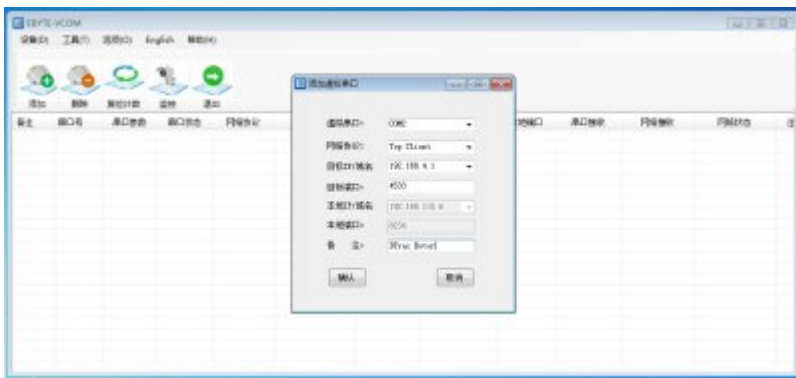 EBYTE-VCOM
设备(D) 工具(T) 选项(O) English 帮助(H)
添加 删除 复位计数 监控 退出
备注 串口号 串口参数 串口状态 网络协议 本地端口 串口接收 网络接收 网络状态
添加虚拟串口
虚拟串口: COM2
网络协议: Tcp Client
目标IP/域名 192.168.4.1
目标端口:
本地IP/域名
本地端口:
备 注:
确认 取消